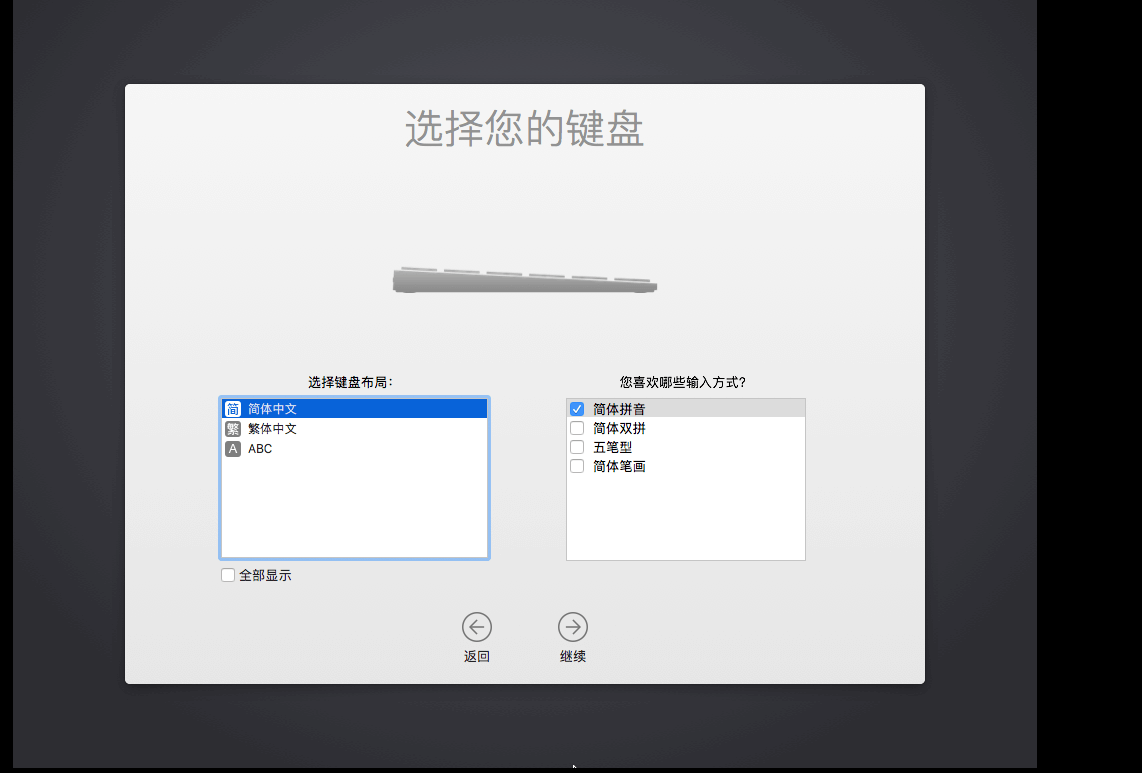 选择您的键盘
选择键盘布局：
简 简体中文
繁 繁体中文
A ABC
全部显示
您喜欢哪些输入方式？
简体拼音
简体双拼
五笔型
简体笔画
返回
继续